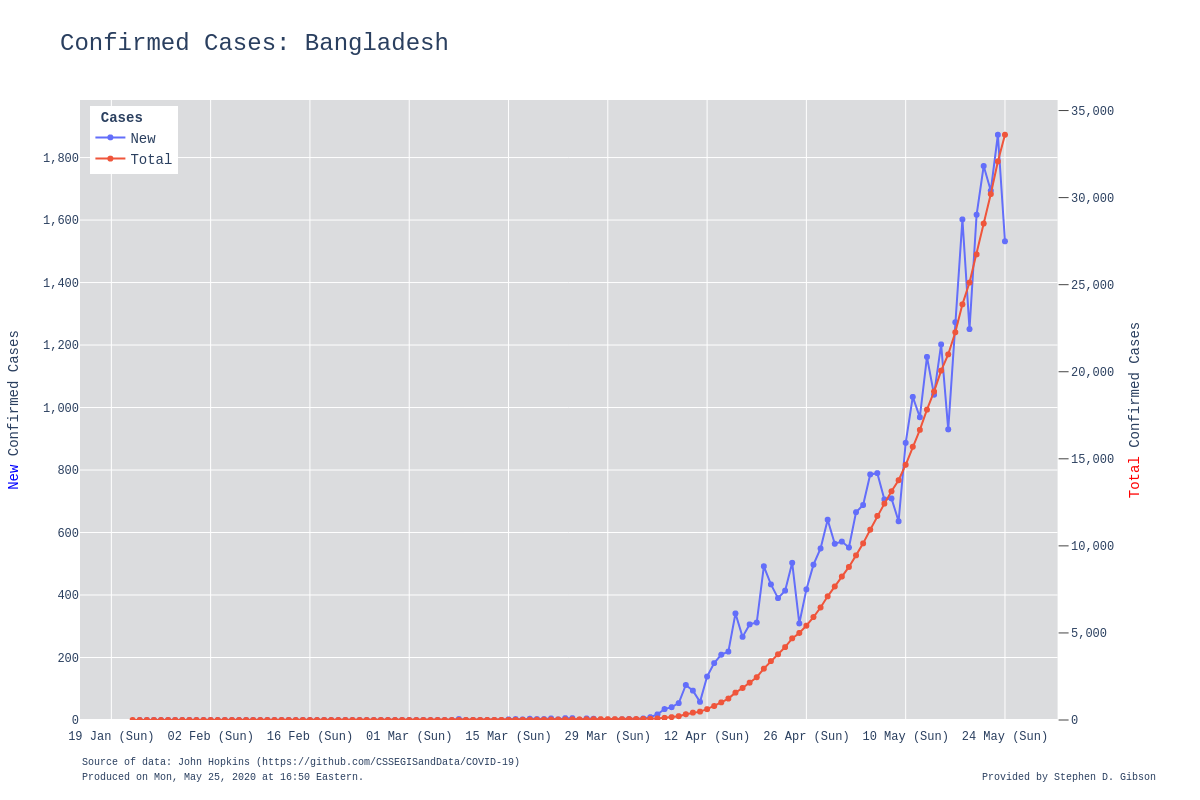 Confirmed Cases: Bangladesh
Cases
New
Total
1,800
1,600
1,400
1,200
1,000
800
600
400
200
0
35,000
30,000
25,000
20,000
15,000
10,000
5,000
0
New Confirmed Cases
Total Confirmed Cases
19 Jan (Sun) 02 Feb (Sun) 16 Feb (Sun) 01 Mar (Sun) 15 Mar (Sun) 29 Mar (Sun) 12 Apr (Sun) 26 Apr (Sun) 10 May (Sun) 24 May (Sun)
Source of data: John Hopkins (https://github.com/CSSEGISandData/COVID-19)
Produced on Mon, May 25, 2020 at 16:50 Eastern.
Provided by Stephen D. Gibson